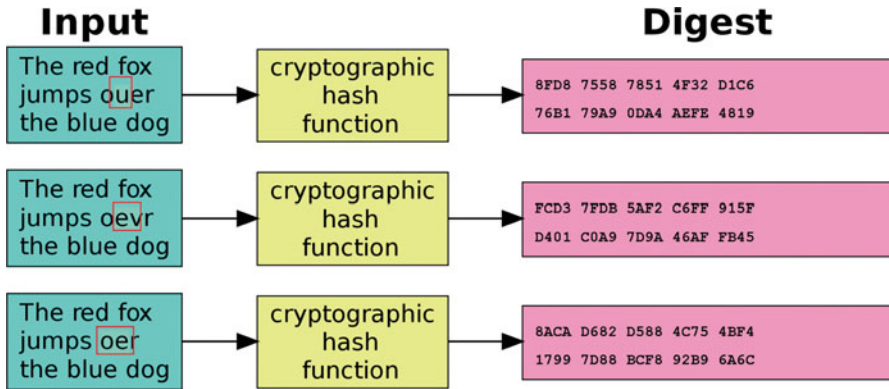 Input
Digest
The red fox
jumps ouer
the blue dog
cryptographic
hash
function
8FD8 7558 7851 4F32 D1C6
76B1 79A9 0DA4 AEFE 4819
The red fox
jumps oevr
the blue dog
cryptographic
hash
function
FCD3 7FDB 5AF2 C6FF 915F
D401 C0A9 7D9A 46AF FB45
The red fox
jumps oer
the blue dog
cryptographic
hash
function
8ACA D682 D588 4C75 4BF4
1799 7D88 BCF8 92B9 6A6C